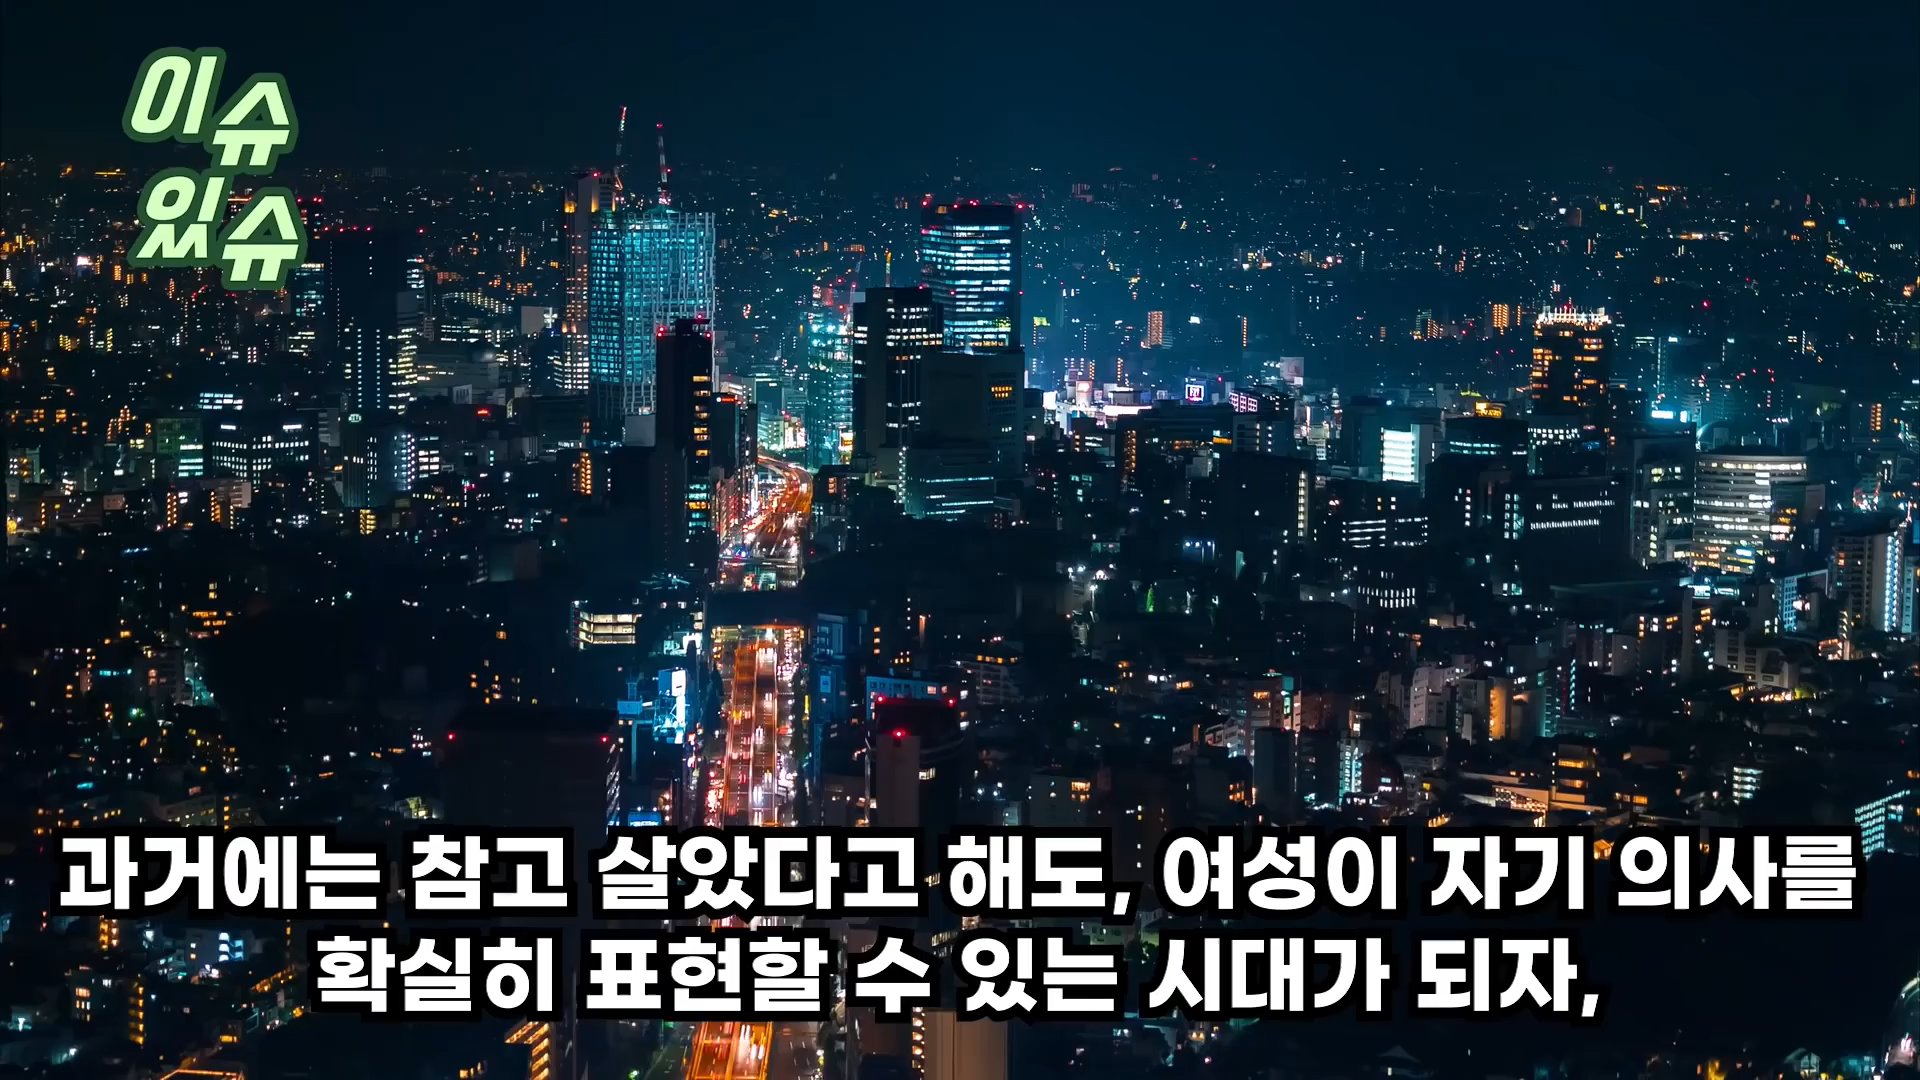 이슈
있슈
과거에는 참고 살았다고 해도, 여성이 자기 의사를
확실히 표현할 수 있는 시대가 되자,